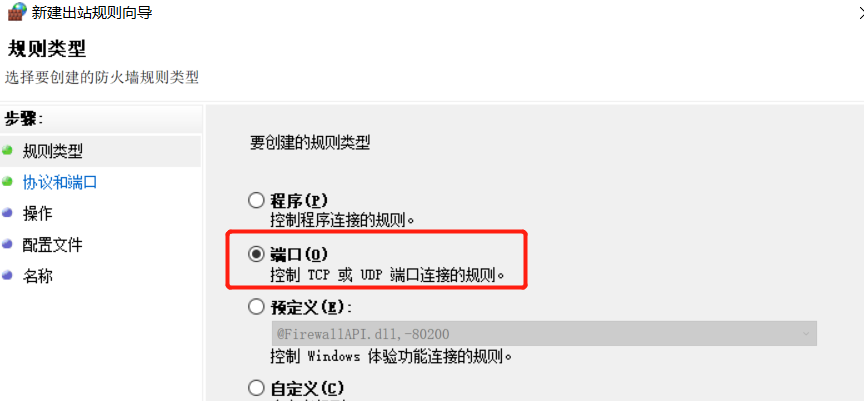 新建出站规则向导
规则类型
选择要创建的防火墙规则类型
步骤:
规则类型
协议和端口
操作
配置文件
名称
要创建的规则类型
程序(P)
控制程序连接的规则。
端口(O)
控制 TCP 或 UDP 端口连接的规则。
预定义(E):
@FirewallAPI.dll,-80200
控制 Windows 体验功能连接的规则。
自定义(C)